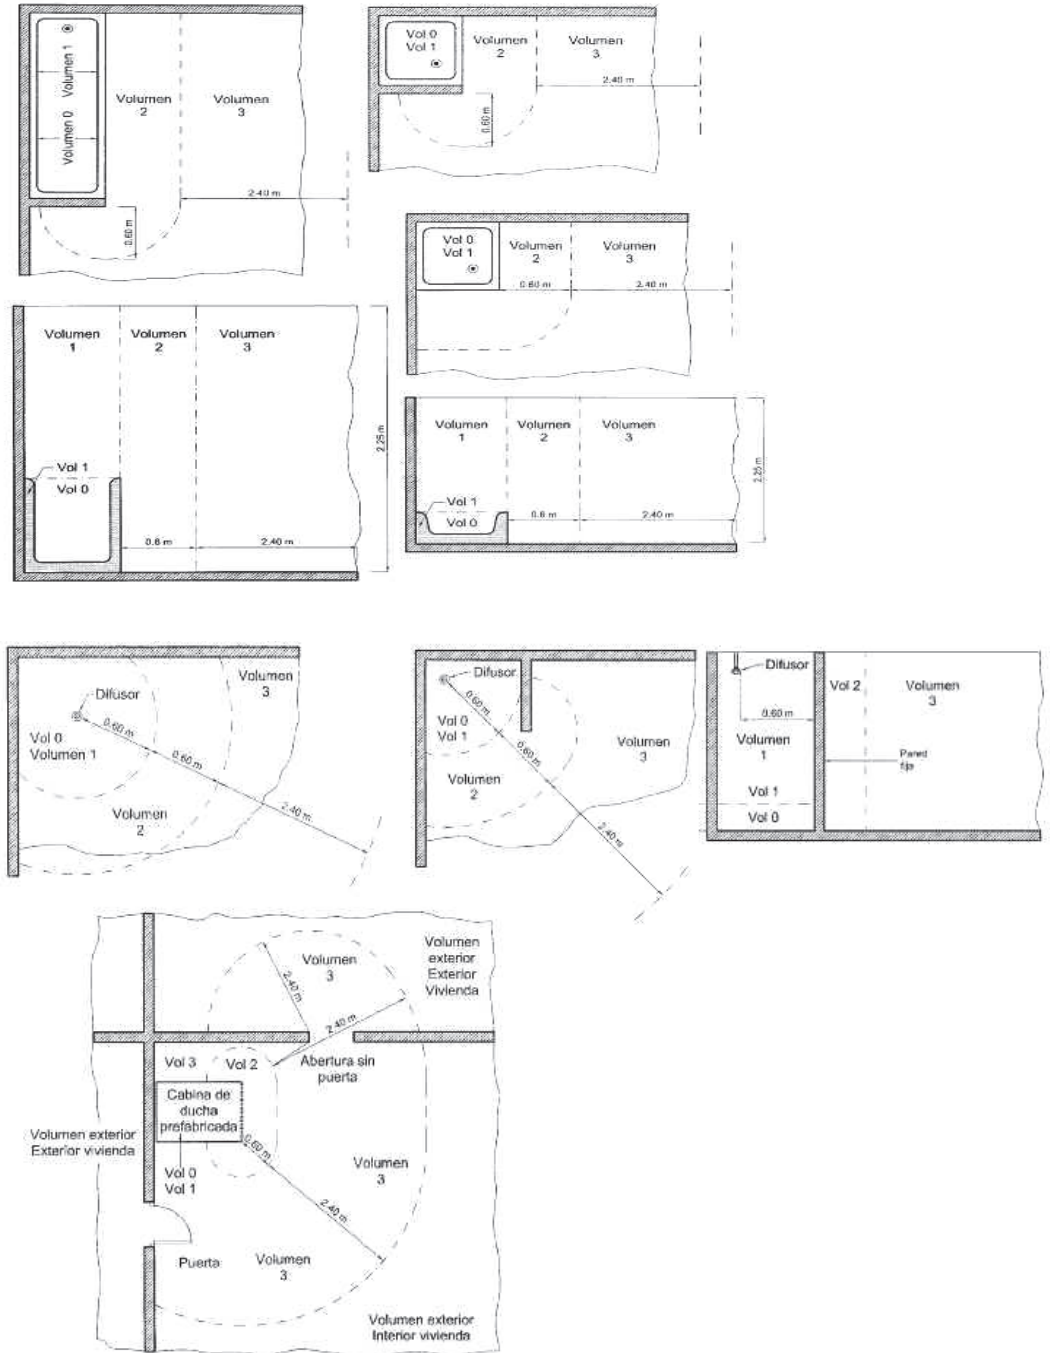 Volumen 1
Volumen 0
Volumen
2
Volumen
3
2.40 m
0.60 m
Vol 0
Vol 1
Volumen
2
Volumen
3
2.40 m
0.60 m
Vol 0
Vol 1
Volumen
2
Volumen
3
0.60 m
2.40 m
Volumen
1
Volumen
2
Volumen
3
Vol 1
Vol 0
0.6 m
2.40 m
2.25 m
Volumen
1
Volumen
2
Volumen
3
Vol 1
Vol 0
0.6 m
2.40 m
2.25 m
Difusor
Vol 0
Volumen 1
0.60 m
0.60 m
2.40 m
Volumen
2
Volumen
3
Difusor
Vol 0
Vol 1
0.60 m
0.60 m
2.40 m
Volumen
2
Volumen
3
Difusor
0.60 m
Volumen
1
Vol 1
Vol 0
Vol 2
Volumen
3
Pared
fija
Volumen
3
2.40 m
2.40 m
Volumen
exterior
Exterior
Vivienda
Vol 3
Vol 2
Abertura sin
puerta
Cabina de
ducha
prefabricada
Volumen exterior
Exterior vivienda
0.60 m
2.40 m
Vol 0
Vol 1
Volumen
3
Puerta
Volumen
3
Volumen exterior
Interior vivienda